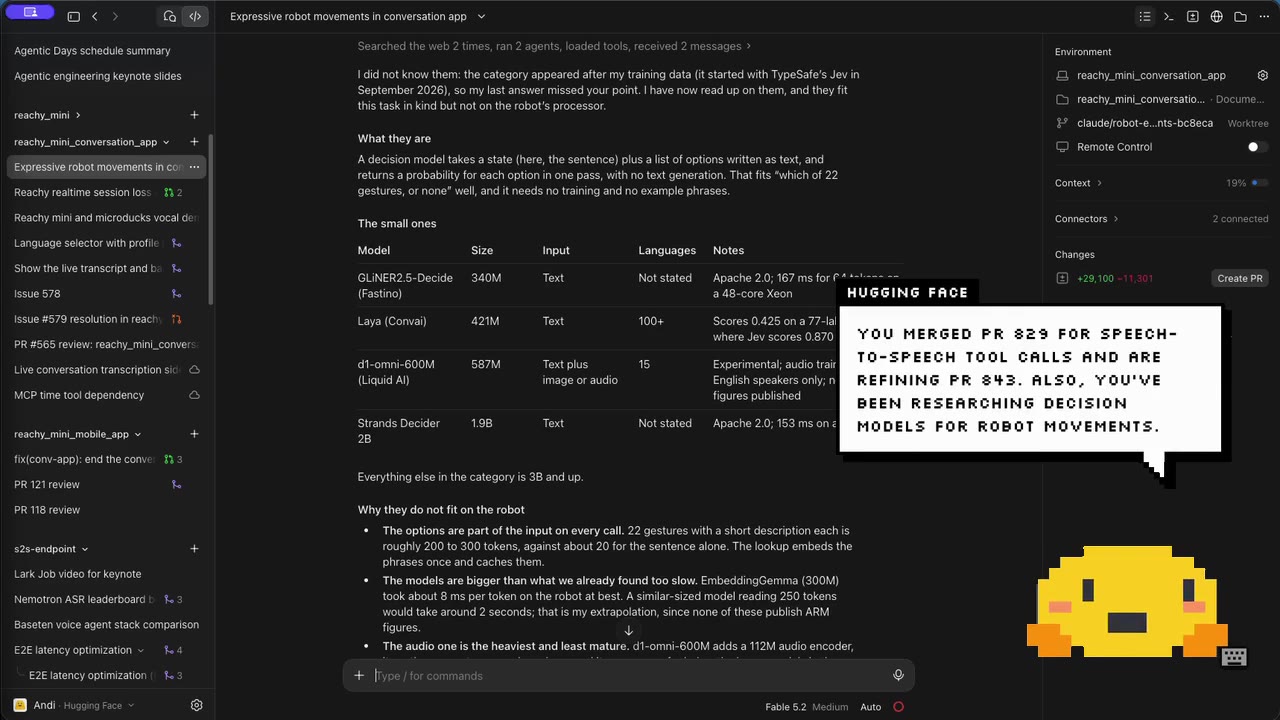 Expressive robot movements in conversation app
Agentic Days schedule summary
Agentic engineering keynote slides
reachy_mini
reachy_mini_conversation_app
Expressive robot movements in con
Reachy realtime session loss
2
Reachy mini and microducks vocal den
Language selector with profile
Show the live transcript and ba
Issue 578
Issue #579 resolution in reachy
PR #565 review: reachy_mini_convers
Live conversation transcription side
MCP time tool dependency
reachy_mini_mobile_app
fix(conv-app): end the conve
3
PR 121 review
PR 118 review
s2s-endpoint
Lark Job video for keynote
Nemotron ASR leaderboard b
3
Baseten voice agent stack comparison
E2E latency optimization
4
E2E latency optimization (
3
Andi · Hugging Face
Searched the web 2 times, ran 2 agents, loaded tools, received 2 messages
I did not know them: the category appeared after my training data (it started with TypeSafe's Jev in
September 2026), so my last answer missed your point. I have now read up on them, and they fit
this task in kind but not on the robot's processor.
What they are
A decision model takes a state (here, the sentence) plus a list of options written as text, and
returns a probability for each option in one pass, with no text generation. That fits "which of 22
gestures, or none" well, and it needs no training and no example phrases.
The small ones
Model Size Input Languages Notes
GLiNER2.5-Decide 340M Text Not stated Apache 2.0; 167 ms for 64 tokens on
(Fastino) a 48-core Xeon
Laya (Convai) 421M Text 100+ Scores 0.425 on a 77-la
where Jev scores 0.870
d1-omni-600M 587M Text plus 15 Experimental; audio train
(Liquid AI) image or audio English speakers only; n
figures published
Strands Decider 1.9B Text Not stated Apache 2.0; 153 ms on a
2B
Everything else in the category is 3B and up.
Why they do not fit on the robot
• The options are part of the input on every call. 22 gestures with a short description each is
roughly 200 to 300 tokens, against about 20 for the sentence alone. The lookup embeds the
phrases once and caches them.
• The models are bigger than what we already found too slow. EmbeddingGemma (300M)
took about 8 ms per token on the robot at best. A similar-sized model reading 250 tokens
would take around 2 seconds; that is my extrapolation, since none of these publish ARM
figures.
• The audio one is the heaviest and least mature. d1-omni-600M adds a 112M audio encoder,
Type / for commands
Fable 5.2 Medium Auto
Environment
reachy_mini_conversation_app
reachy_mini_conversatio... · Docume...
claude/robot-e...nts-bc8eca Worktree
Remote Control
Context
19%
Connectors
2 connected
Changes
+29,100 −11,301
Create PR
HUGGING FACE
YOU MERGED PR 829 FOR SPEECH-
TO-SPEECH TOOL CALLS AND ARE
REFINING PR 843. ALSO, YOU'VE
BEEN RESEARCHING DECISION
MODELS FOR ROBOT MOVEMENTS.